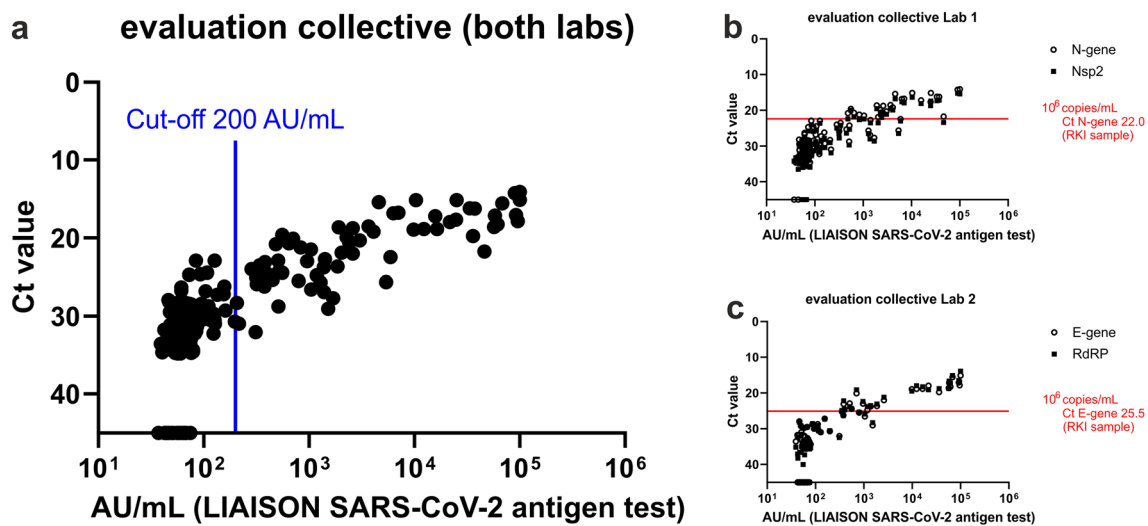 a
evaluation collective (both labs)
Cut-off 200 AU/mL
Ct value
0
10
20
30
40
10¹ 10² 10³ 10⁴ 10⁵ 10⁶
AU/mL (LIAISON SARS-CoV-2 antigen test)
b
evaluation collective Lab 1
N-gene
Nsp2
10⁶ copies/mL
Ct N-gene 22.0
(RKI sample)
Ct value
0
10
20
30
40
10¹ 10² 10³ 10⁴ 10⁵ 10⁶
AU/mL (LIAISON SARS-CoV-2 antigen test)
c
evaluation collective Lab 2
E-gene
RdRP
10⁶ copies/mL
Ct E-gene 25.5
(RKI sample)
Ct value
0
10
20
30
40
10¹ 10² 10³ 10⁴ 10⁵ 10⁶
AU/mL (LIAISON SARS-CoV-2 antigen test)